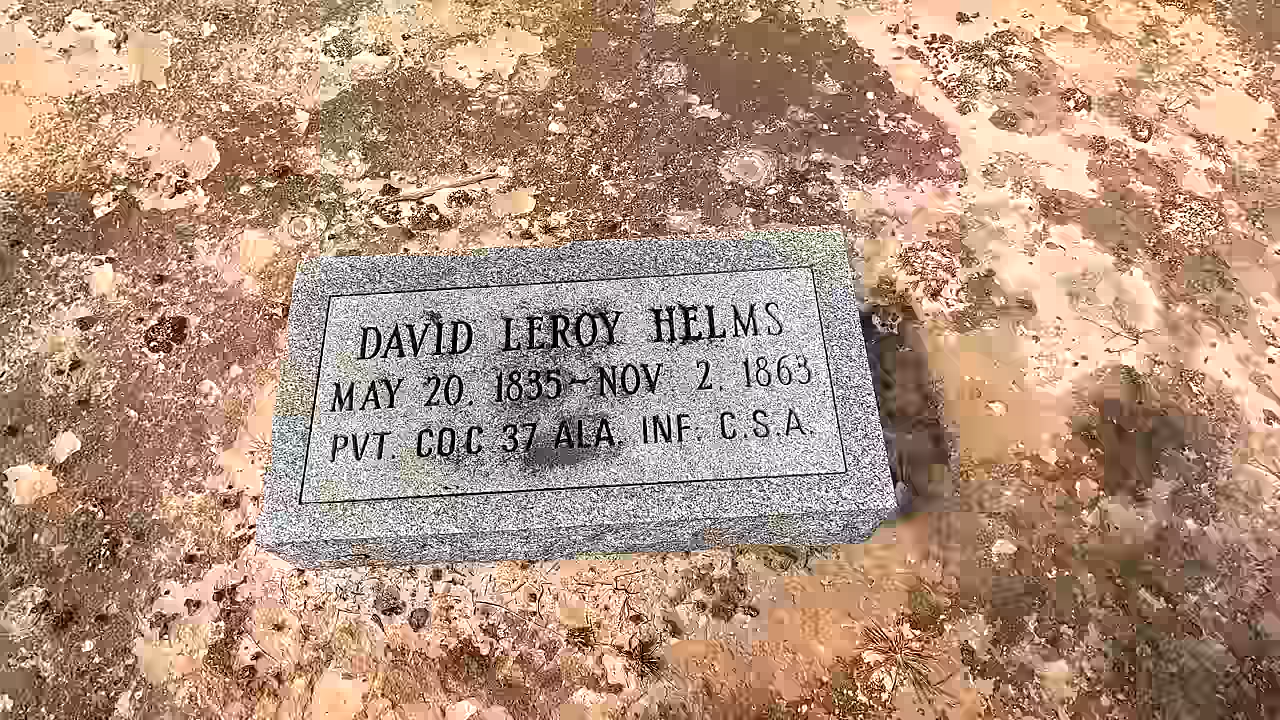 DAVID LEROY HELMS
MAY 20, 1835~NOV. 2, 1863
PVT. CO.C 37 ALA. INF. C.S.A.